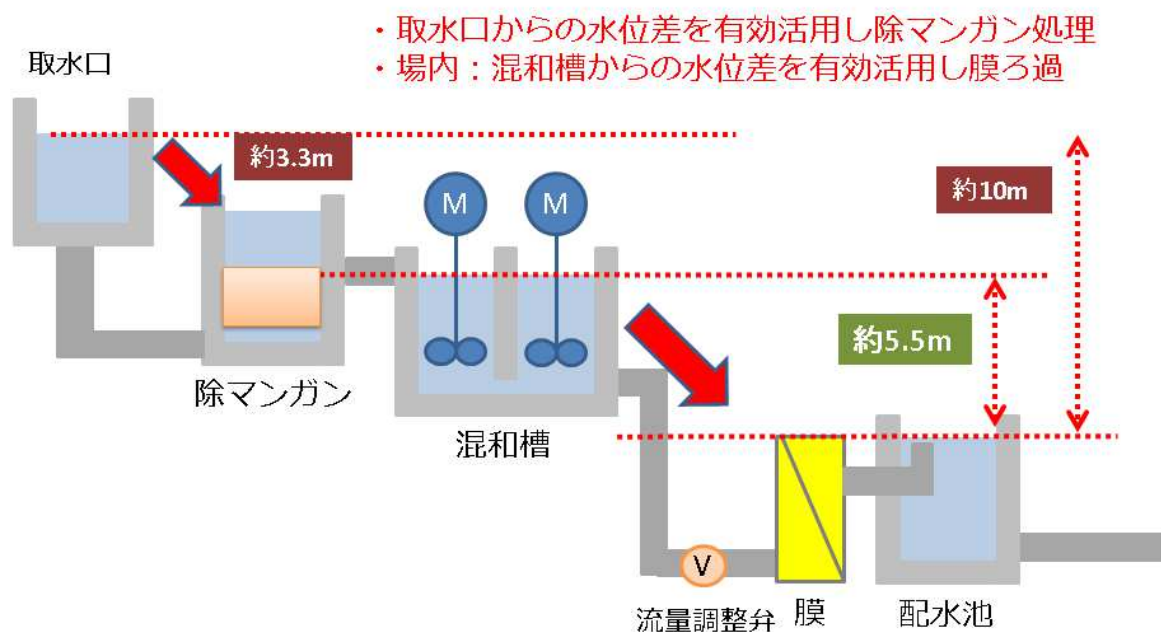 ・取水口からの水位差を有効活用し除マンガン処理
・場内：混和槽からの水位差を有効活用し膜ろ過
取水口
約3.3m
M
M
約10m
約5.5m
除マンガン
混和槽
V
流量調整弁
膜
配水池